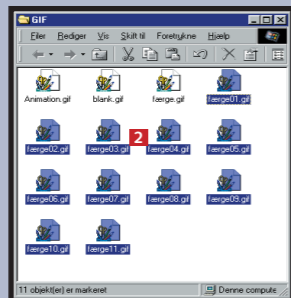 GIF
Filer Rediger Vis Skift til Foretrukne Hjælp
Animation.gif blank.gif færge.gif færge01.gif
færge02.gif færge03.gif færge04.gif færge05.gif
2
færge06.gif færge07.gif færge08.gif færge09.gif
færge10.gif færge11.gif
11 objekt(er) er markeret Denne compute